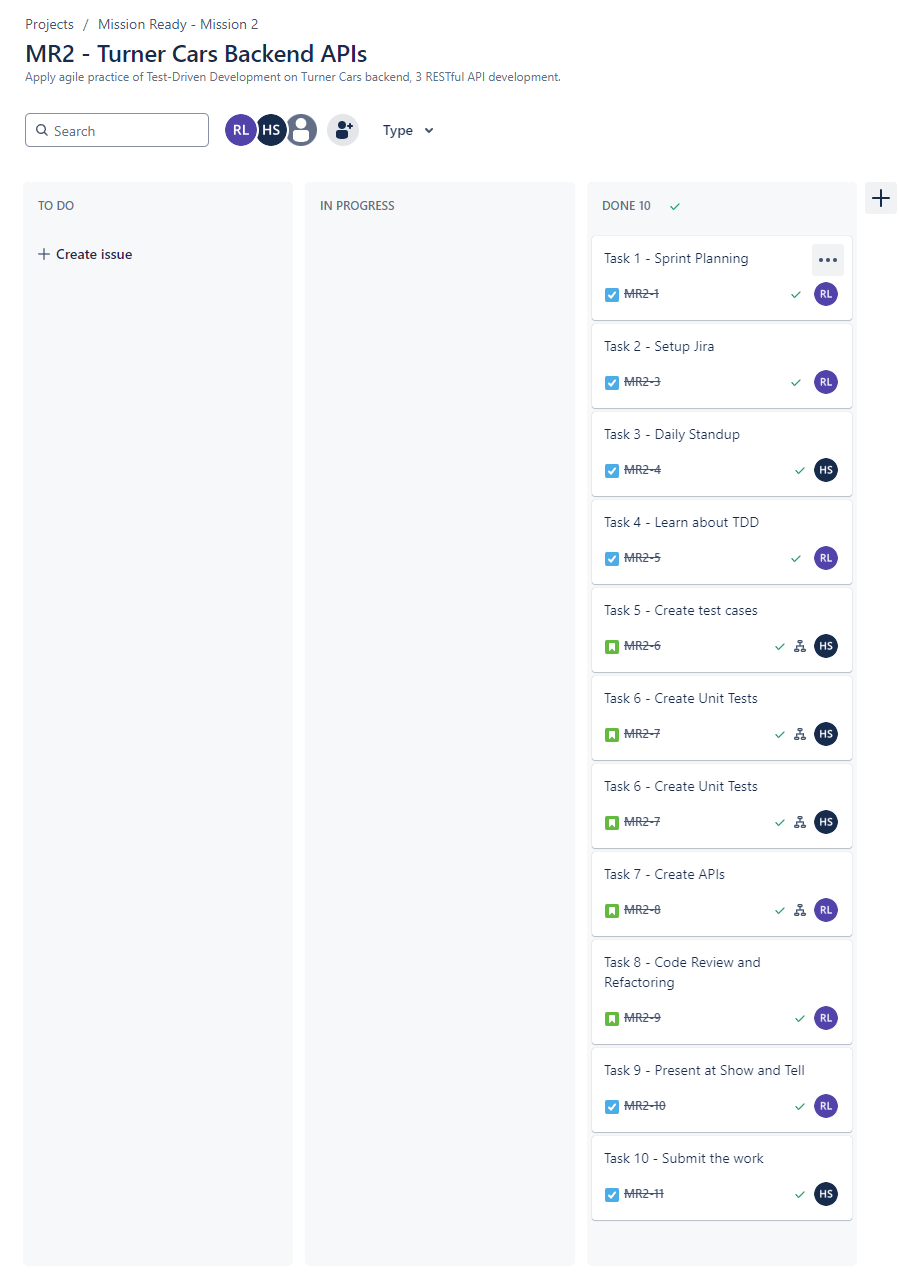 Projects / Mission Ready - Mission 2
MR2 - Turner Cars Backend APIs
Apply agile practice of Test-Driven Development on Turner Cars backend, 3 RESTful API development.
Search RL HS Type
TO DO
Create issue
IN PROGRESS
DONE 10
Task 1 - Sprint Planning
MR2-1 RL
Task 2 - Setup Jira
MR2-3 RL
Task 3 - Daily Standup
MR2-4 HS
Task 4 - Learn about TDD
MR2-5 RL
Task 5 - Create test cases
MR2-6 HS
Task 6 - Create Unit Tests
MR2-7 HS
Task 6 - Create Unit Tests
MR2-7 HS
Task 7 - Create APIs
MR2-8 RL
Task 8 - Code Review and
Refactoring
MR2-9 RL
Task 9 - Present at Show and Tell
MR2-10 RL
Task 10 - Submit the work
MR2-11 HS